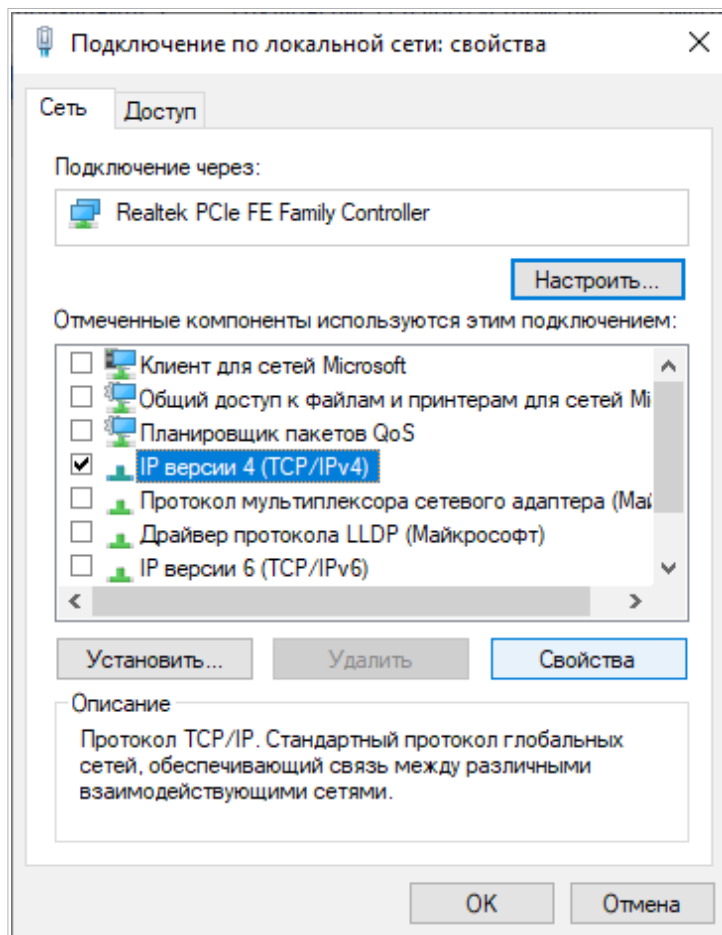 Подключение по локальной сети: свойства
Сеть
Доступ
Подключение через:
Realtek PCIe FE Family Controller
Настроить...
Отмеченные компоненты используются этим подключением:
Клиент для сетей Microsoft
Общий доступ к файлам и принтерам для сетей Mi
Планировщик пакетов QoS
IP версии 4 (TCP/IPv4)
Протокол мультиплексора сетевого адаптера (Май
Драйвер протокола LLDP (Майкрософт)
IP версии 6 (TCP/IPv6)
Установить...
Удалить
Свойства
Описание
Протокол TCP/IP. Стандартный протокол глобальных
сетей, обеспечивающий связь между различными
взаимодействующими сетями.
OK
Отмена